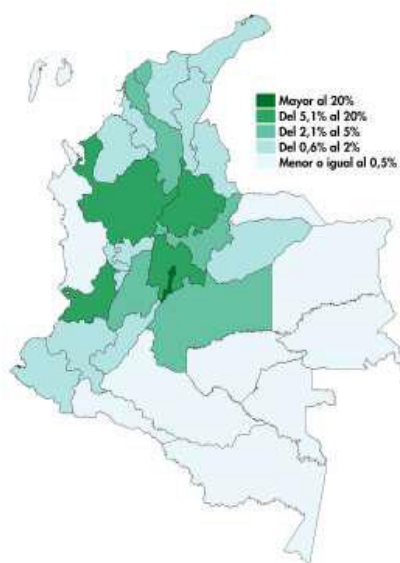 Mayor al 20%
Del 5,1% al 20%
Del 2,1% al 5%
Del 0,6% al 2%
Menor o igual al 0,5%